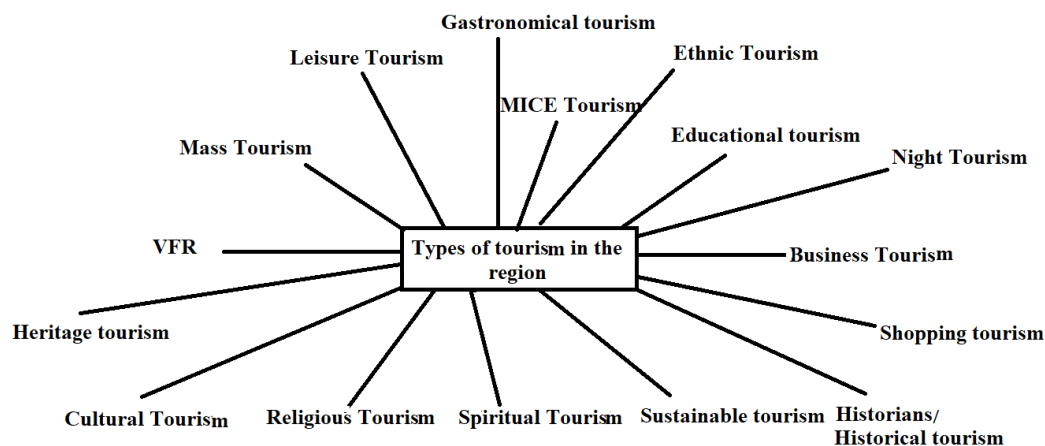 Gastronomical tourism
Ethnic Tourism
Leisure Tourism
MICE Tourism
Educational tourism
Mass Tourism
Night Tourism
VFR
Types of tourism in the
region
Business Tourism
Heritage tourism
Shopping tourism
Cultural Tourism
Religious Tourism
Spiritual Tourism
Sustainable tourism
Historians/
Historical tourism